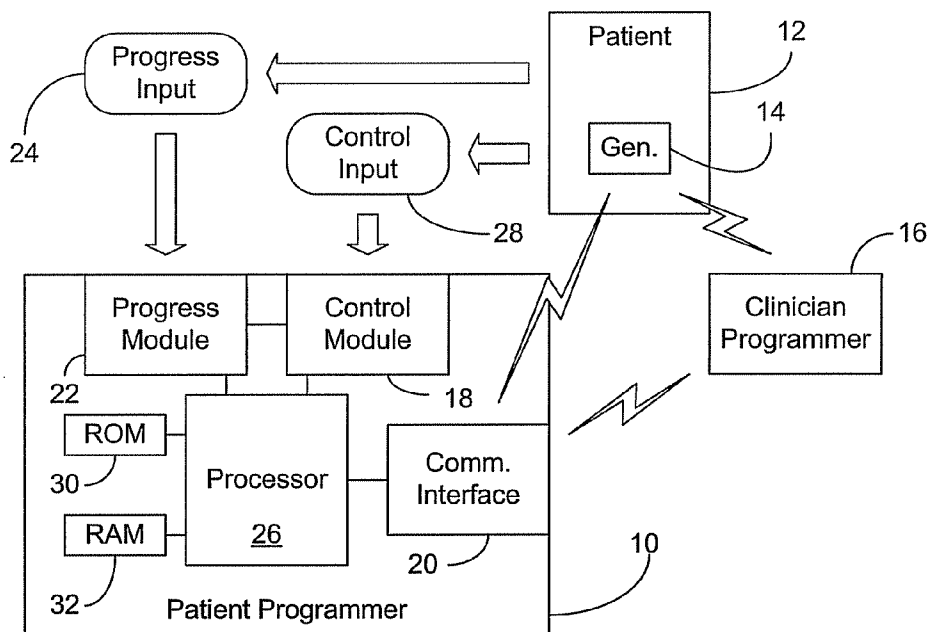 Progress
Input
24
Patient
12
14
Gen.
Control
Input
28
16
Clinician
Programmer
Progress
Module
22
Control
Module
18
ROM
30
RAM
32
Processor
26
Comm.
Interface
20
10
Patient Programmer